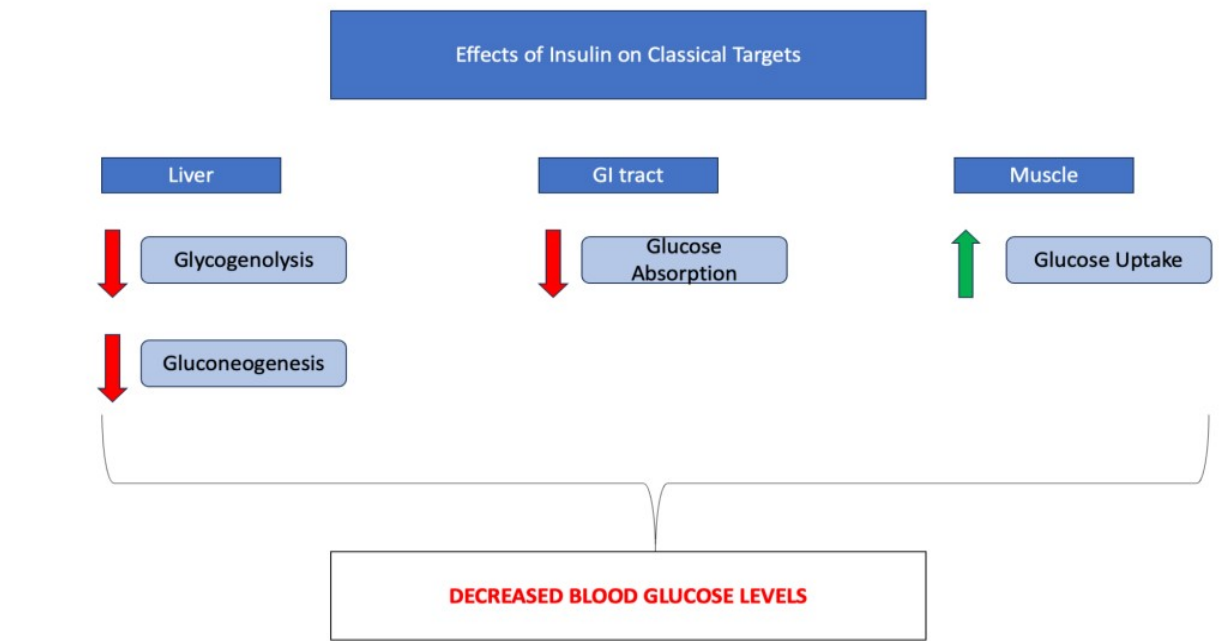 Effects of Insulin on Classical Targets
Liver
GI tract
Muscle
Glycogenolysis
Glucose
Absorption
Glucose Uptake
Gluconeogenesis
DECREASED BLOOD GLUCOSE LEVELS